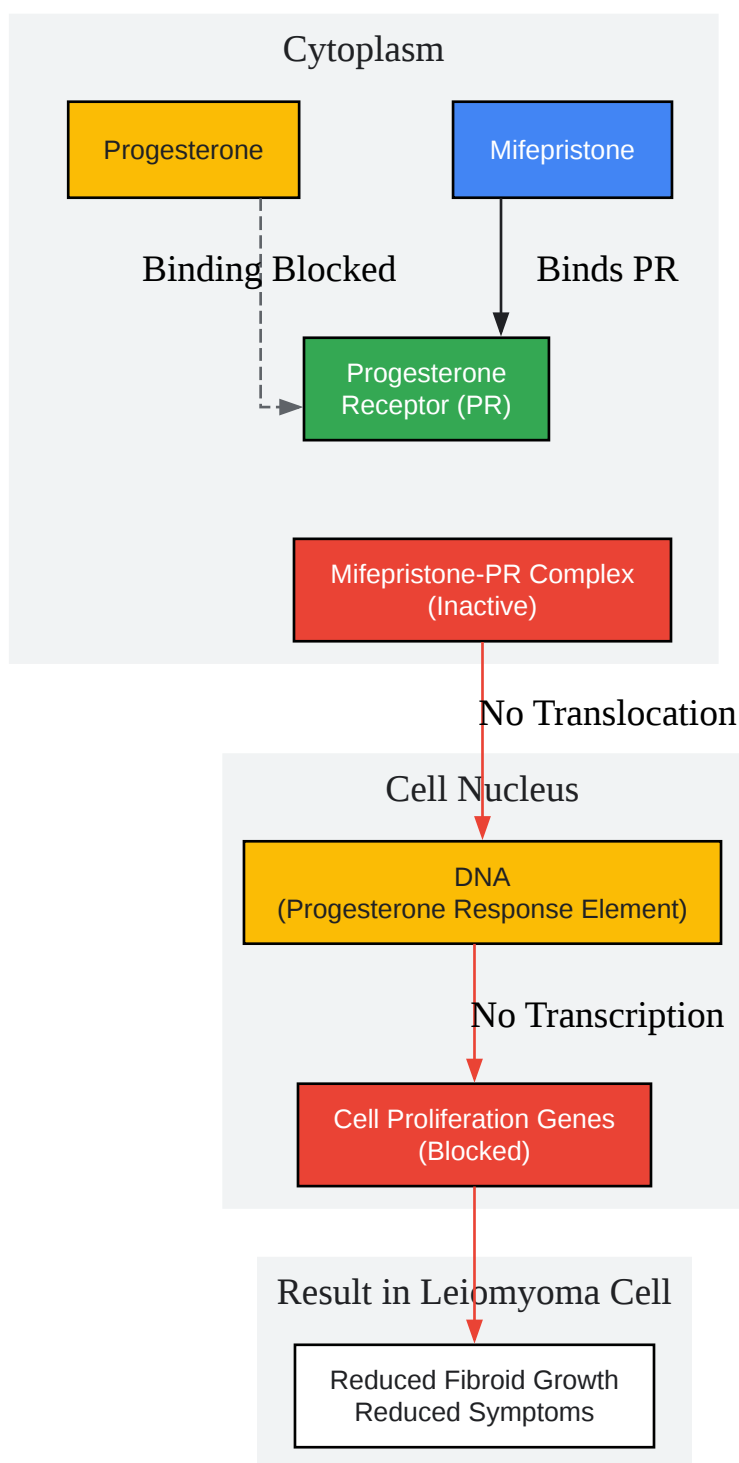 Cytoplasm
Progesterone
Mifepristone
Binding Blocked
Binds PR
Progesterone
Receptor (PR)
Mifepristone-PR Complex
(Inactive)
No Translocation
Cell Nucleus
DNA
(Progesterone Response Element)
No Transcription
Cell Proliferation Genes
(Blocked)
Result in Leiomyoma Cell
Reduced Fibroid Growth
Reduced Symptoms